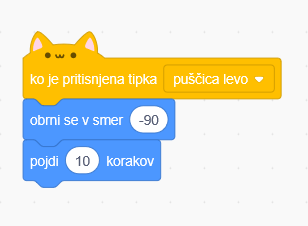 ko je pritisnjena tipka puščica levo
obrni se v smer -90
pojdi 10 korakov